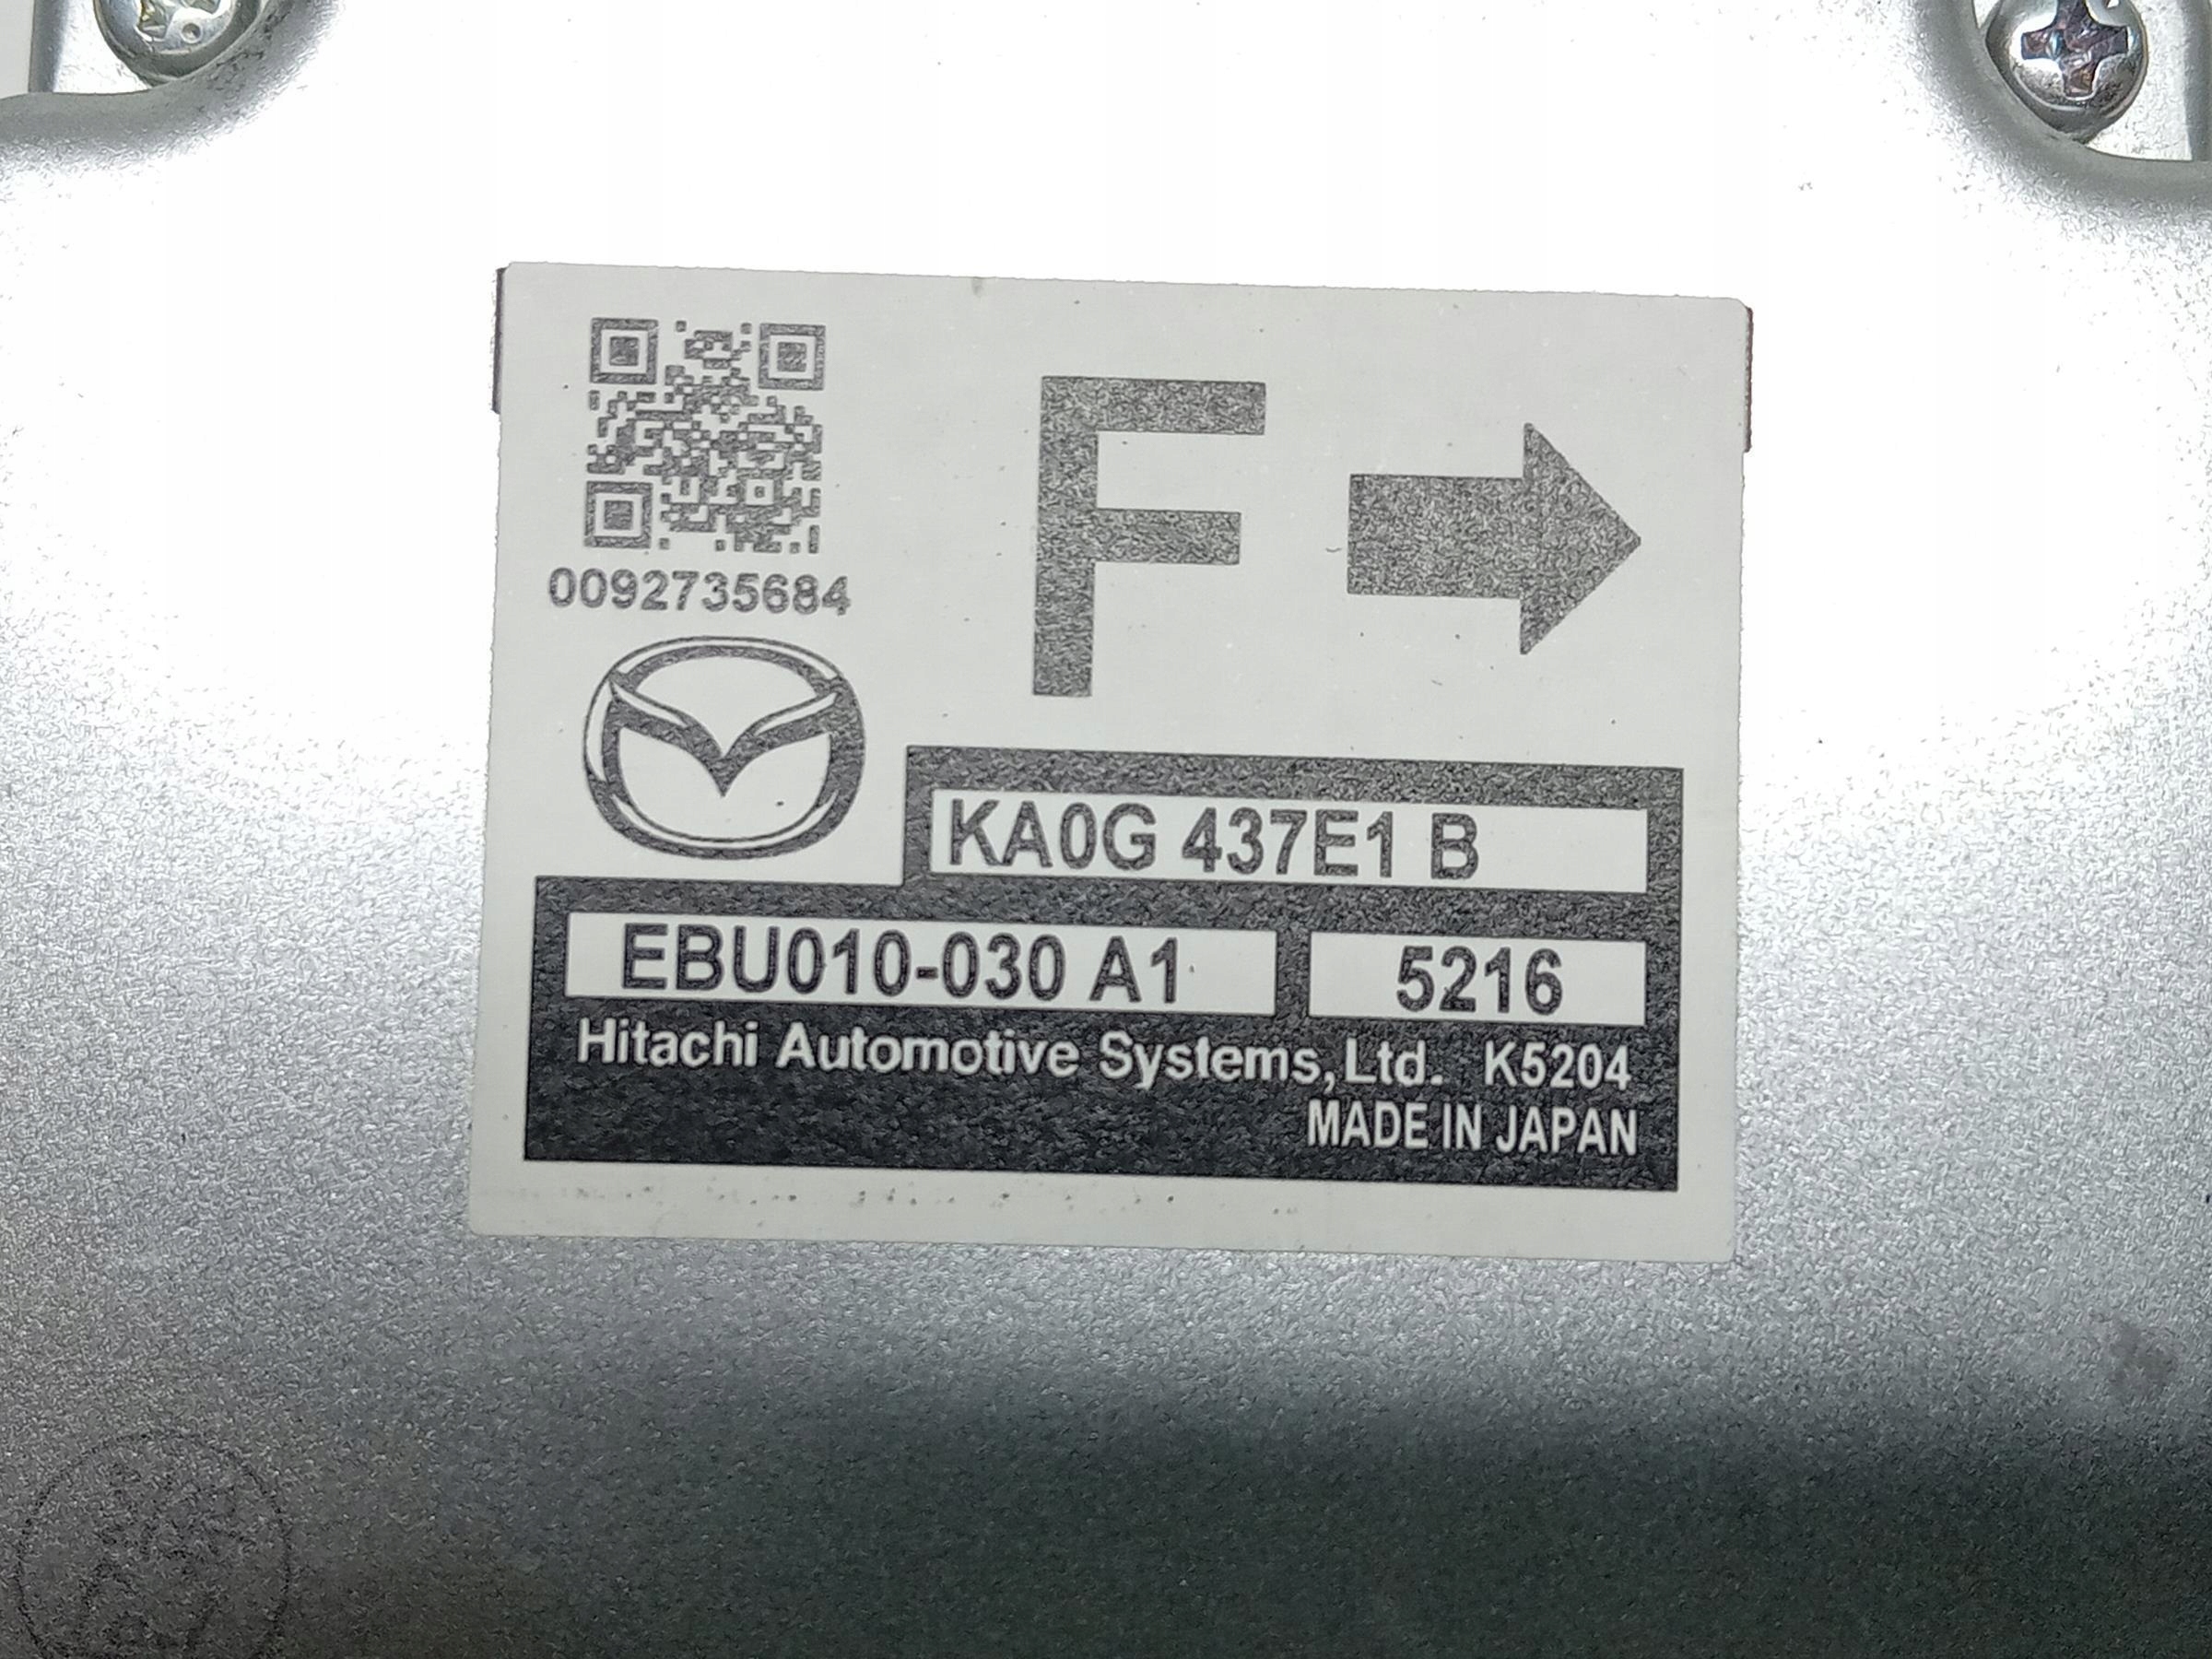 F
0092735684
KA0G 437E1 B
EBU010-030 A1 5216
Hitachi Automotive Systems,Ltd. K5204
MADE IN JAPAN